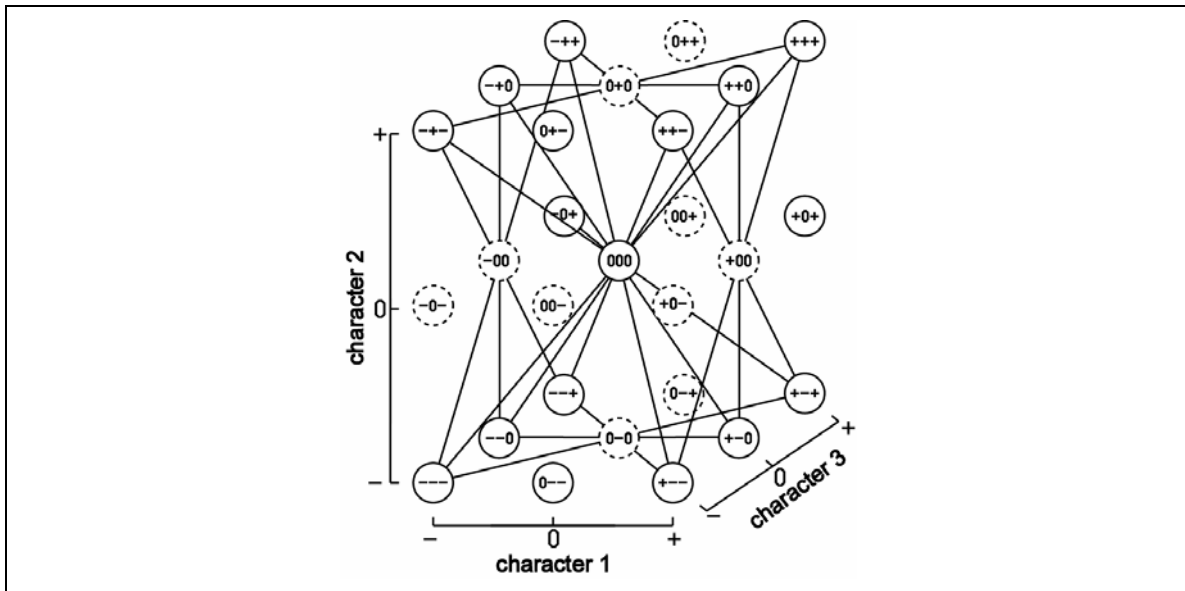 −++ 0++ +++
−+0 0+0 ++0
+ −+− 0+− ++−
−0+ 00+ +0+
−00 000 +00
0 −0− 00− +0−
−−+ 0−+ +−+
−−0 0−0 +−0
− −−− 0−− +−−
character 2
− 0 +
character 1
− 0 +
character 3